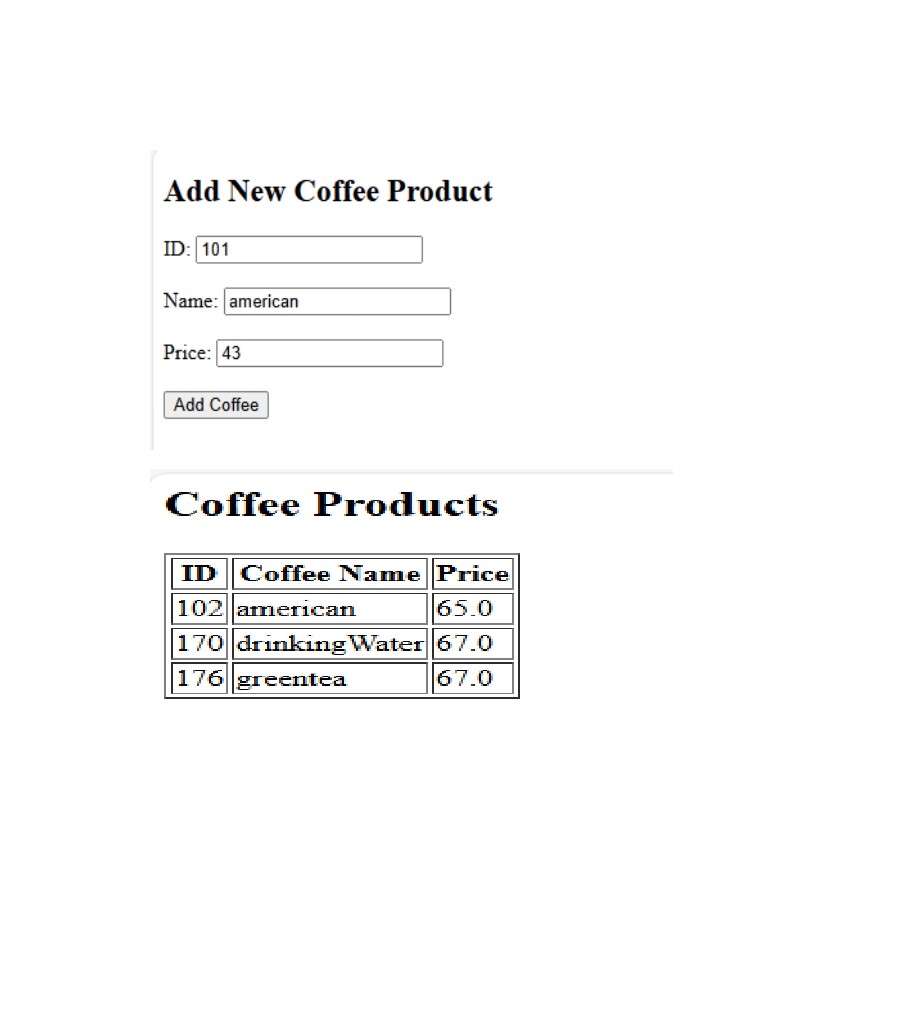 Add New Coffee Product
ID: 101
Name: american
Price: 43
Add Coffee
Coffee Products
ID Coffee Name Price
102 american 65.0
170 drinkingWater 67.0
176 greentea 67.0